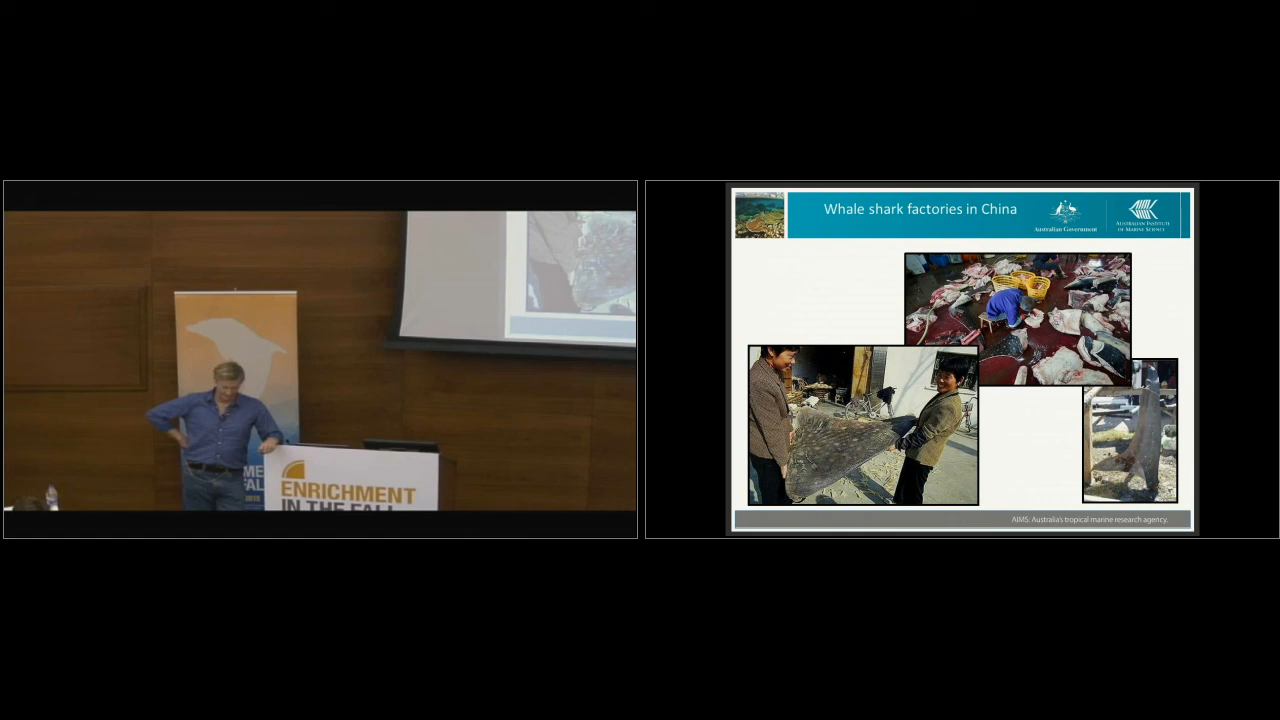 ENRICHMENT
IN THE FALL
Whale shark factories in China
Australian Government
AUSTRALIAN INSTITUTE
OF MARINE SCIENCE
AIMS: Australia's tropical marine research agency.